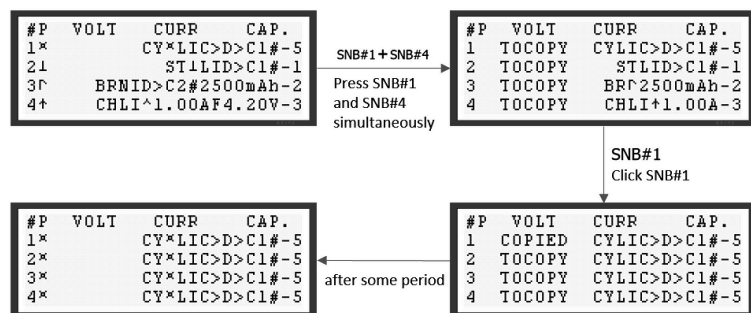 #P VOLT CURR CAP.
1× CY×LIC>D>C1#-5
2⊥ ST⊥LID>C1#-1
3Γ BRNID>C2#2500mAh-2
4↑ CHLI^1.00AF4.20V-3
SNB#1+SNB#4
Press SNB#1
and SNB#4
simultaneously
#P VOLT CURR CAP.
1 TOCOPY CYLIC>D>C1#-5
2 TOCOPY STLID>C1#-1
3 TOCOPY BRΓ2500mAh-2
4 TOCOPY CHLI↑1.00A-3
SNB#1
Click SNB#1
#P VOLT CURR CAP.
1 COPIED CYLIC>D>C1#-5
2 TOCOPY CYLIC>D>C1#-5
3 TOCOPY CYLIC>D>C1#-5
4 TOCOPY CYLIC>D>C1#-5
after some period
#P VOLT CURR CAP.
1× CY×LIC>D>C1#-5
2× CY×LIC>D>C1#-5
3× CY×LIC>D>C1#-5
4× CY×LIC>D>C1#-5